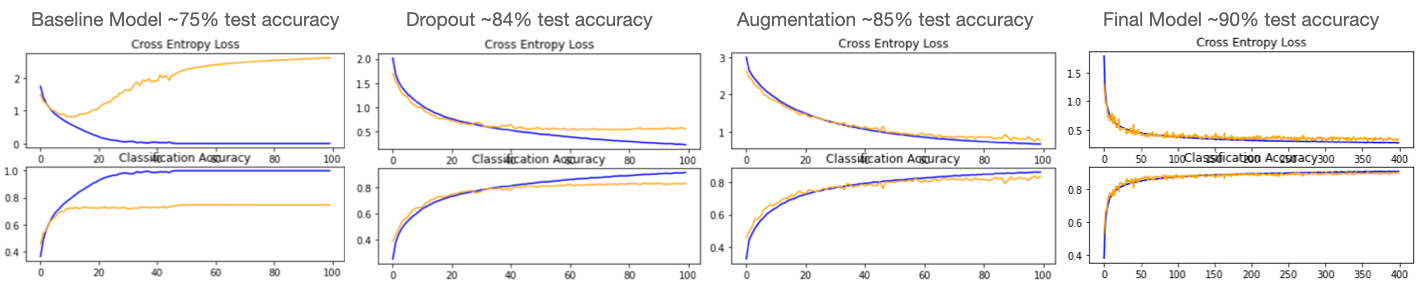 Baseline Model ~75% test accuracy
Cross Entropy Loss
2
1
0
0 20 40 60 80 100
Classification Accuracy
1.0
0.8
0.6
0.4
0 20 40 60 80 100
Dropout ~84% test accuracy
Cross Entropy Loss
2.0
1.5
1.0
0.5
0 20 40 60 80 100
Classification Accuracy
0.8
0.6
0.4
0 20 40 60 80 100
Augmentation ~85% test accuracy
Cross Entropy Loss
3
2
1
0 20 40 60 80 100
Classification Accuracy
0.8
0.6
0.4
0 20 40 60 80 100
Final Model ~90% test accuracy
Cross Entropy Loss
1.5
1.0
0.5
0 50 100 150 200 250 300 350 400
Classification Accuracy
0.8
0.6
0.4
0 50 100 150 200 250 300 350 400